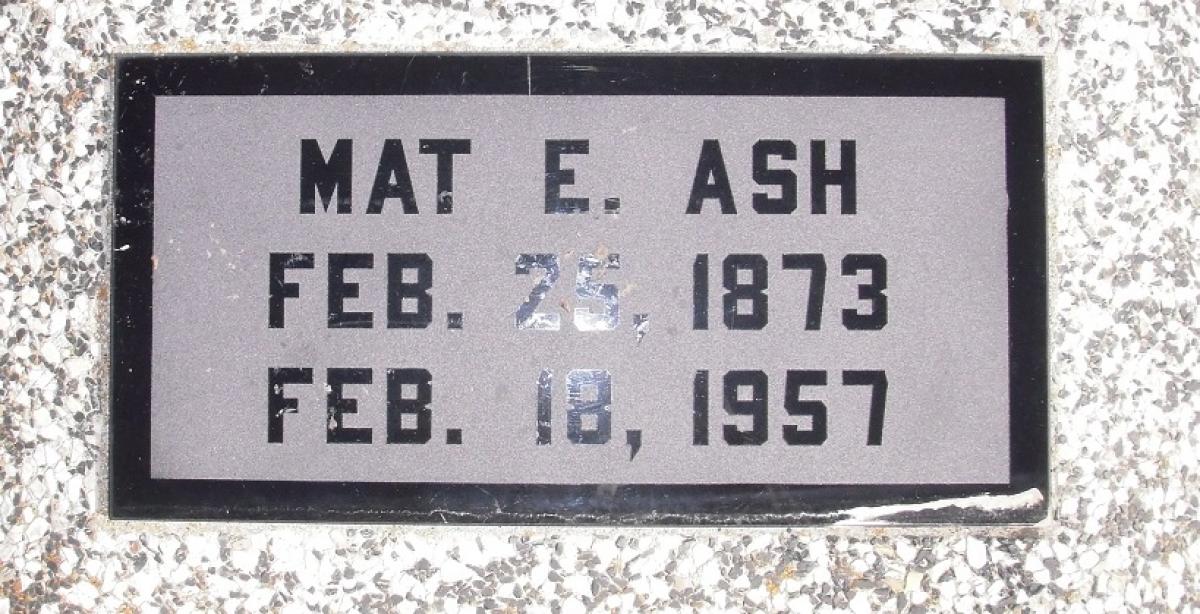 MAT E. ASH
FEB. 25, 1873
FEB. 18, 1957